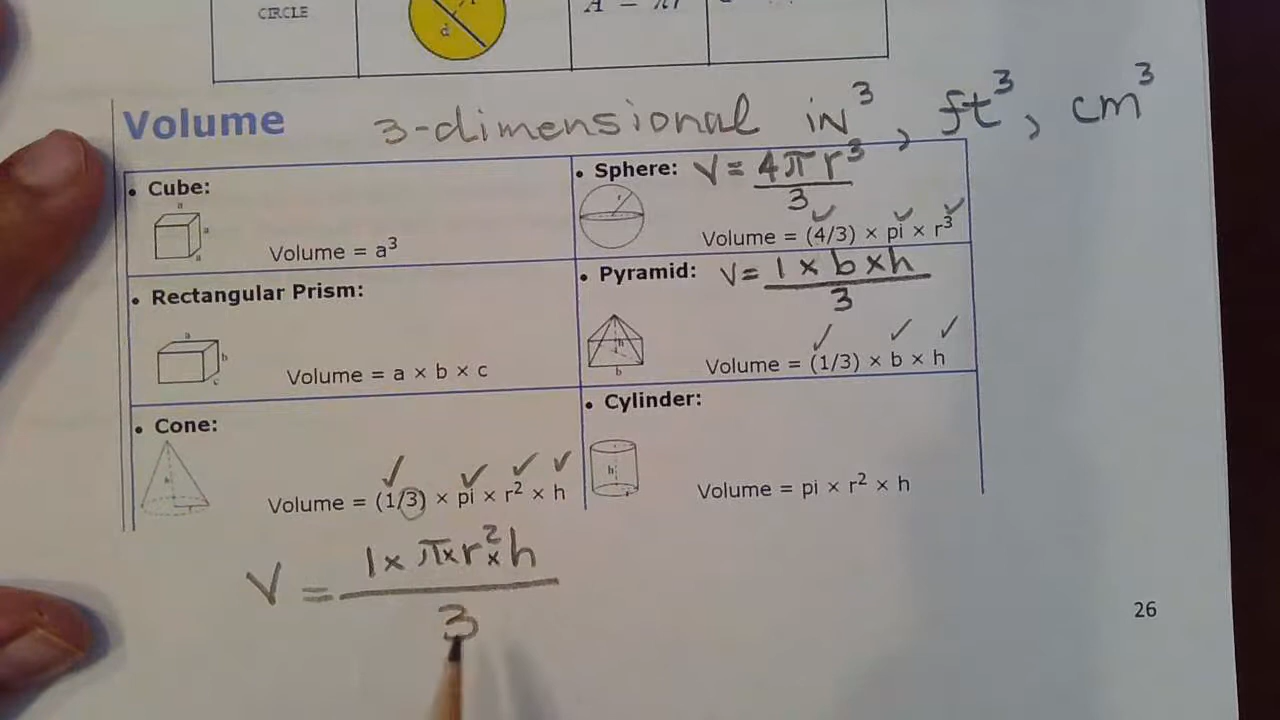 CIRCLE
d
A = πr
Volume 3-dimensional in³, ft³, cm³
• Cube:
a
a
a
Volume = a³
• Sphere: V = 4πr³
3
r
Volume = (4/3) × pi × r³
• Rectangular Prism:
a
b
c
Volume = a × b × c
• Pyramid: V = 1 × b × h
3
h
b
Volume = (1/3) × b × h
• Cone:
h
r
Volume = (1/3) × pi × r² × h
• Cylinder:
h
Volume = pi × r² × h
V = 1 × π × r² × h
3
26